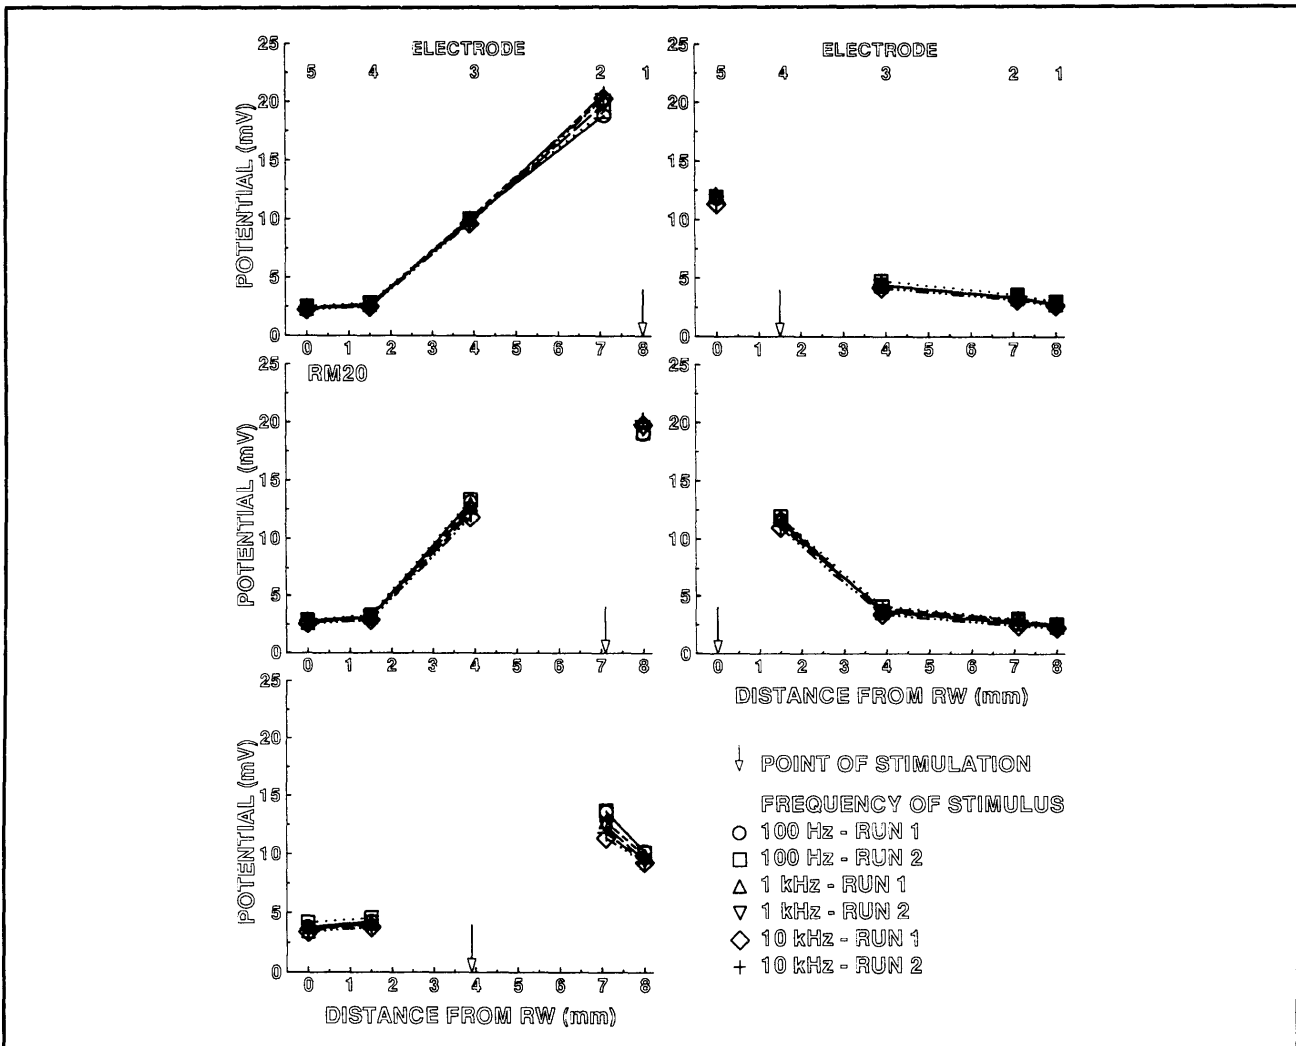 ELECTRODE
5 4 3 2 1
25
20
15
10
5
0
POTENTIAL (mV)
0 1 2 3 4 5 6 7 8
ELECTRODE
5 4 3 2 1
25
20
15
10
5
0
0 1 2 3 4 5 6 7 8
RM20
25
20
15
10
5
0
POTENTIAL (mV)
0 1 2 3 4 5 6 7 8
25
20
15
10
5
0
0 1 2 3 4 5 6 7 8
DISTANCE FROM RW (mm)
25
20
15
10
5
0
POTENTIAL (mV)
0 1 2 3 4 5 6 7 8
DISTANCE FROM RW (mm)
POINT OF STIMULATION
FREQUENCY OF STIMULUS
100 Hz - RUN 1
100 Hz - RUN 2
1 kHz - RUN 1
1 kHz - RUN 2
10 kHz - RUN 1
10 kHz - RUN 2